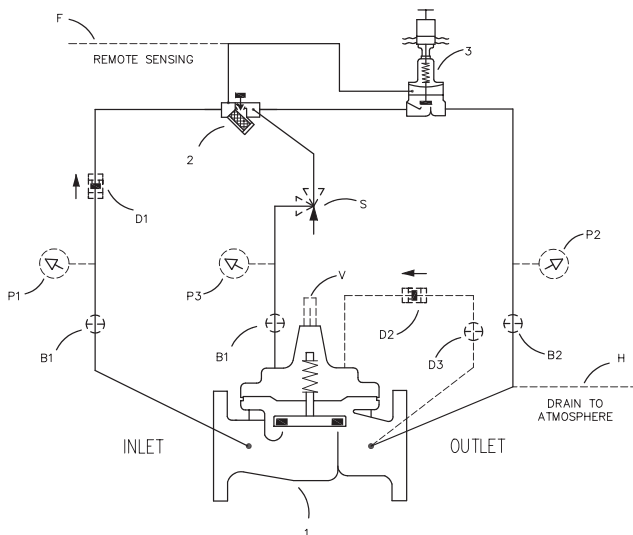 F
REMOTE SENSING
3
2
S
D1
P1
P3
V
P2
D2
D3
B1
B1
B2
H
DRAIN TO
ATMOSPHERE
INLET
OUTLET
1